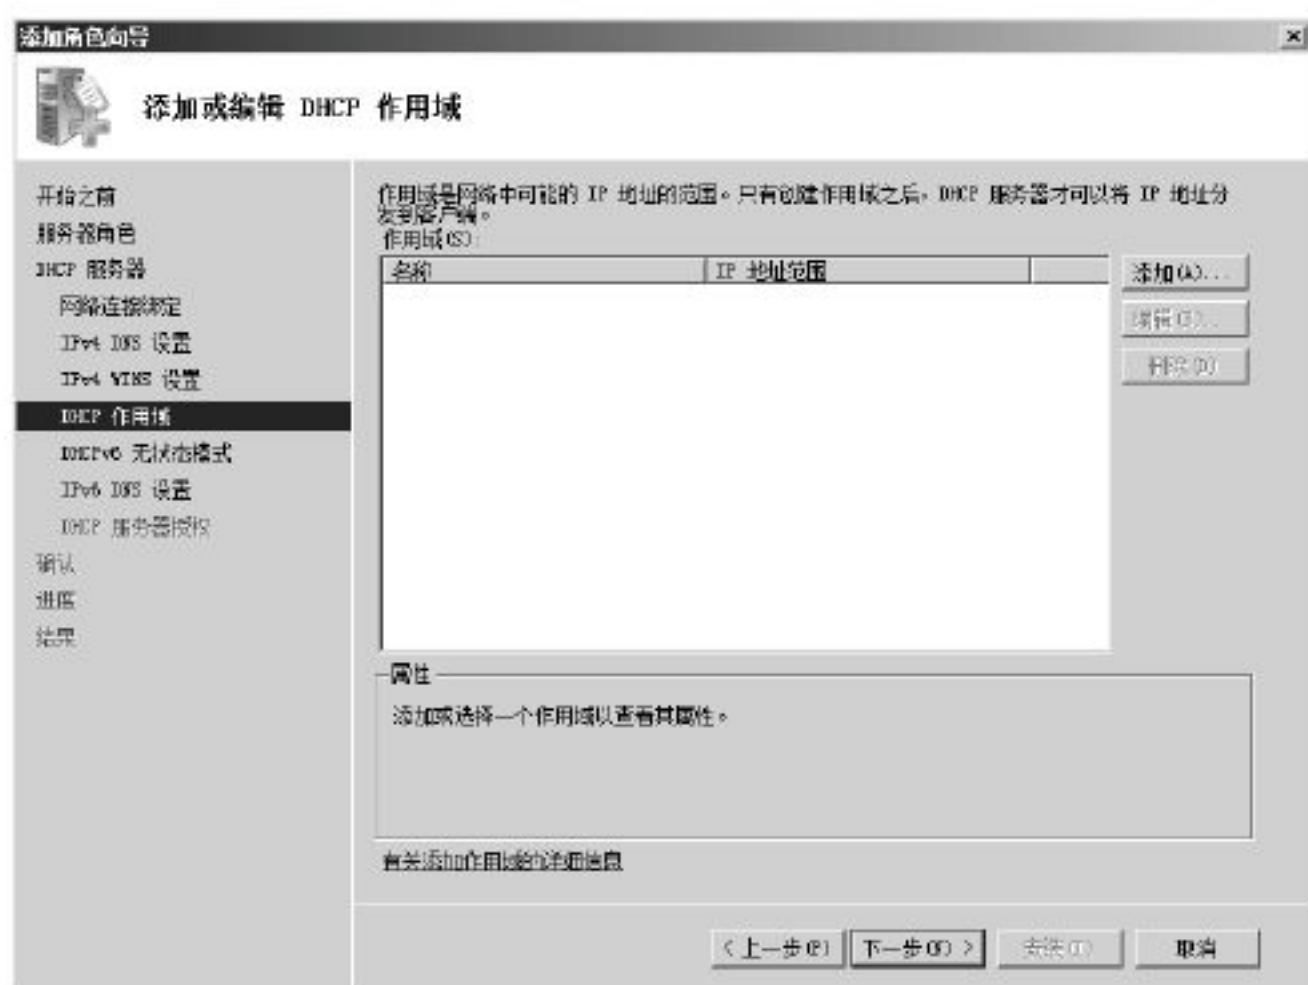 添加角色向导
添加或编辑 DHCP 作用域
开始之前
服务器角色
DHCP 服务器
网络连接绑定
IPv4 DNS 设置
IPv4 WINS 设置
DHCP 作用域
DHCPv6 无状态模式
IPv6 DNS 设置
DHCP 服务器授权
确认
进度
结果
作用域是网络中可能的 IP 地址的范围。只有创建作用域之后，DHCP 服务器才可以将 IP 地址分
发到客户端。
作用域(S):
名称 IP 地址范围
添加(A)...
编辑(E)...
删除(D)
属性
添加或选择一个作用域以查看其属性。
有关添加作用域的详细信息
< 上一步(P) 下一步(N) > 安装(I) 取消